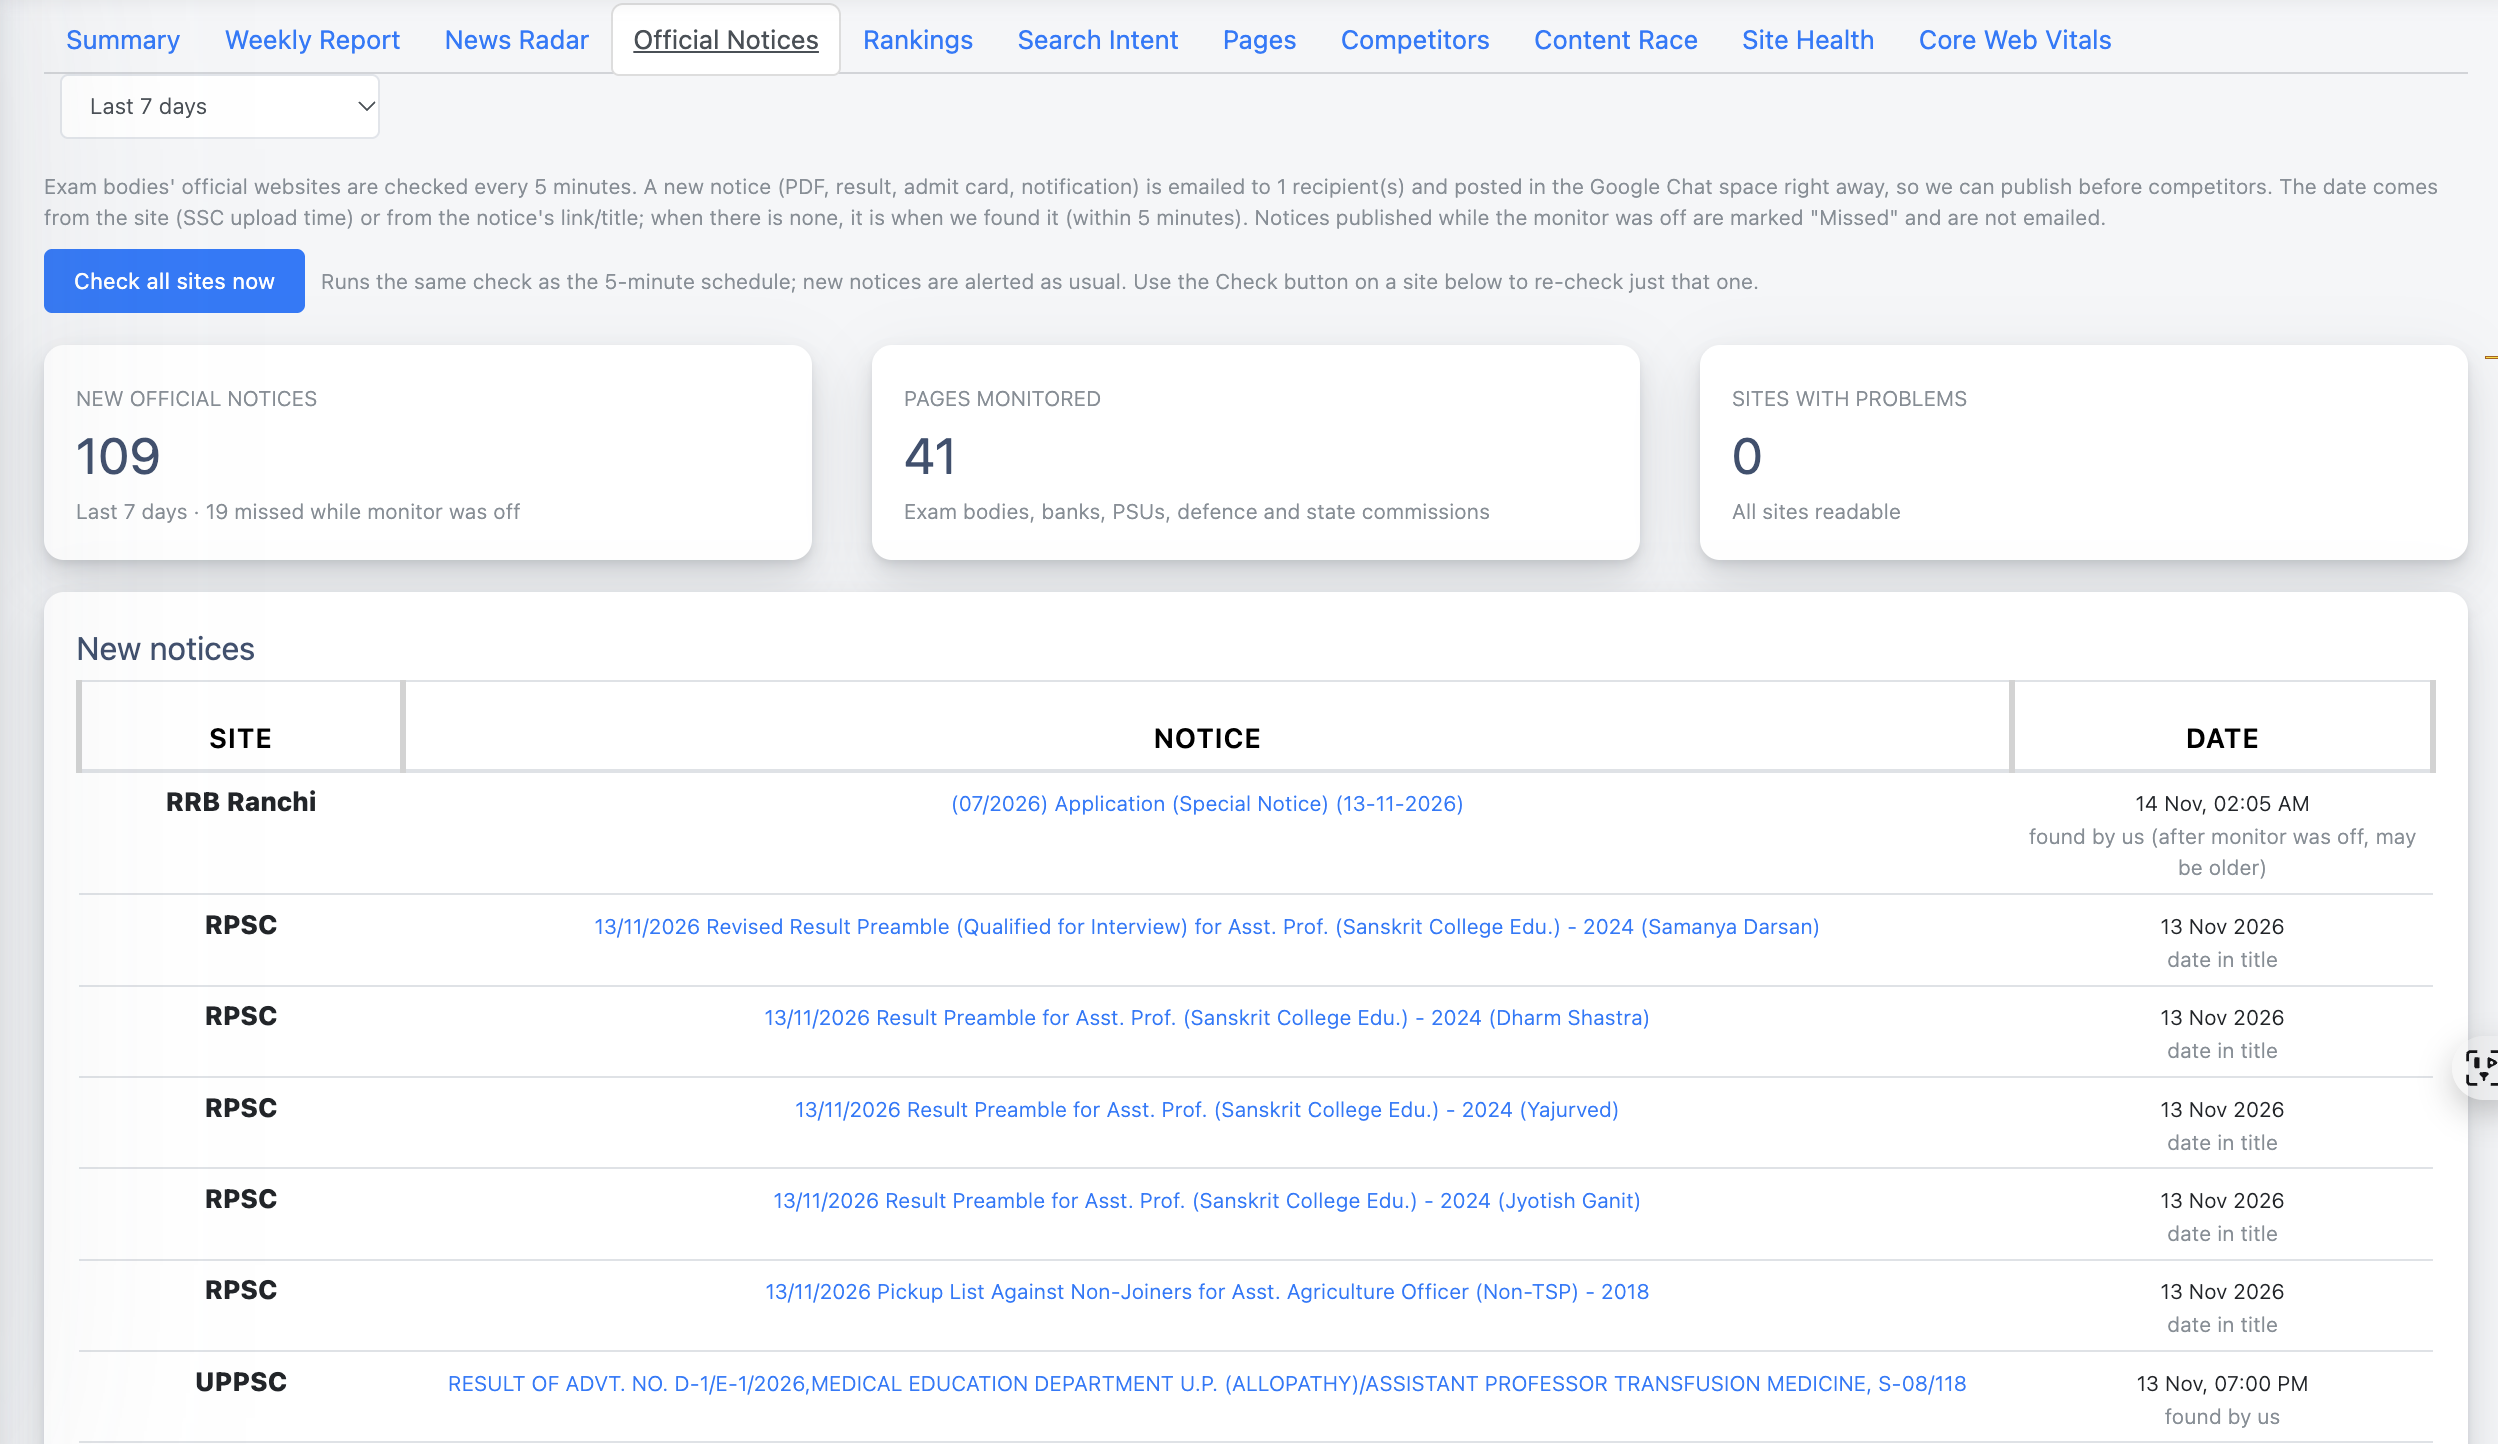 Summary Weekly Report News Radar Official Notices Rankings Search Intent Pages Competitors Content Race Site Health Core Web Vitals
Last 7 days
Exam bodies' official websites are checked every 5 minutes. A new notice (PDF, result, admit card, notification) is emailed to 1 recipient(s) and posted in the Google Chat space right away, so we can publish before competitors. The date comes
from the site (SSC upload time) or from the notice's link/title; when there is none, it is when we found it (within 5 minutes). Notices published while the monitor was off are marked "Missed" and are not emailed.
Check all sites now Runs the same check as the 5-minute schedule; new notices are alerted as usual. Use the Check button on a site below to re-check just that one.
NEW OFFICIAL NOTICES
109
Last 7 days · 19 missed while monitor was off
PAGES MONITORED
41
Exam bodies, banks, PSUs, defence and state commissions
SITES WITH PROBLEMS
0
All sites readable
New notices
SITE NOTICE DATE
RRB Ranchi (07/2026) Application (Special Notice) (13-11-2026) 14 Nov, 02:05 AM
found by us (after monitor was off, may
be older)
RPSC 13/11/2026 Revised Result Preamble (Qualified for Interview) for Asst. Prof. (Sanskrit College Edu.) - 2024 (Samanya Darsan) 13 Nov 2026
date in title
RPSC 13/11/2026 Result Preamble for Asst. Prof. (Sanskrit College Edu.) - 2024 (Dharm Shastra) 13 Nov 2026
date in title
RPSC 13/11/2026 Result Preamble for Asst. Prof. (Sanskrit College Edu.) - 2024 (Yajurved) 13 Nov 2026
date in title
RPSC 13/11/2026 Result Preamble for Asst. Prof. (Sanskrit College Edu.) - 2024 (Jyotish Ganit) 13 Nov 2026
date in title
RPSC 13/11/2026 Pickup List Against Non-Joiners for Asst. Agriculture Officer (Non-TSP) - 2018 13 Nov 2026
date in title
UPPSC RESULT OF ADVT. NO. D-1/E-1/2026,MEDICAL EDUCATION DEPARTMENT U.P. (ALLOPATHY)/ASSISTANT PROFESSOR TRANSFUSION MEDICINE, S-08/118 13 Nov, 07:00 PM
found by us